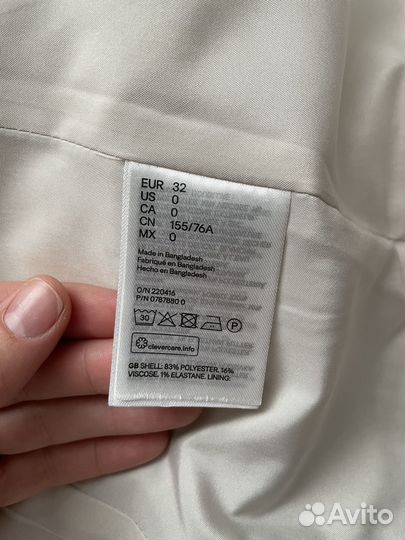 EUR 32
US 0
CA 0
CN 155/76A
MX 0
Made in Bangladesh
Fabriqué en Bangladesh
Hecho en Bangladesh
O/N 220416
P/N 0787880 0
30 P
clevercare.info
GB SHELL: 83% POLYESTER, 16%
VISCOSE, 1% ELASTANE. LINING:
Avito